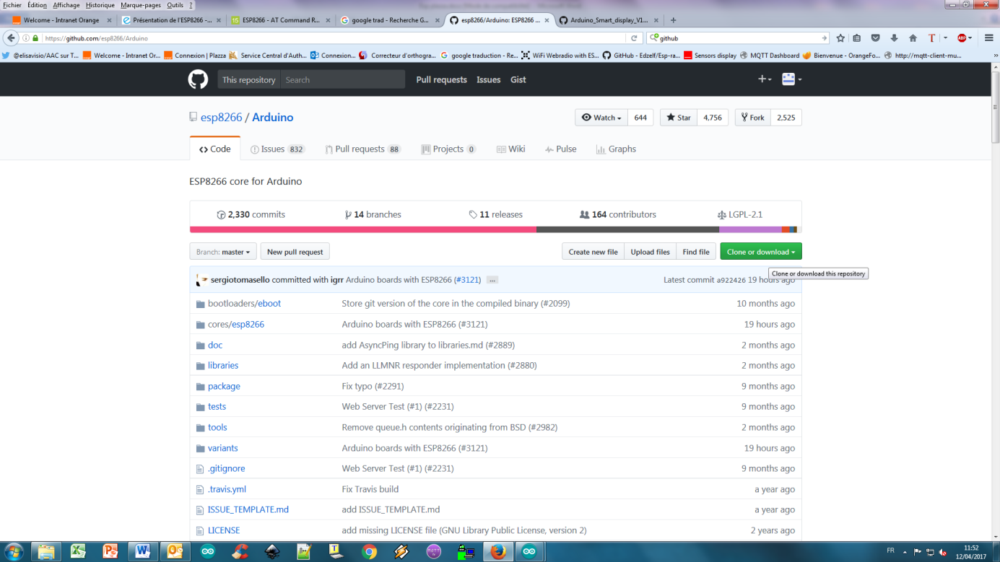 Fichier Édition Affichage Historique Marque-pages Outils ?
Welcome - Intranet Orange × Présentation de l'ESP8266 -... × ESP8266 - AT Command R... × google trad - Recherche G... × esp8266/Arduino: ESP8266 ... × Arduino_Smart_display_V1... × +
https://github.com/esp8266/Arduino github
@elisavisio/AAC sur T... Welcome - Intranet Or... Connexion | Plazza Service Central d'Auth... Connexion... Correcteur d'orthogra... google traduction - Re... WiFi Webradio with ES... GitHub - Edzelf/Esp-ra... Sensors display MQTT Dashboard Bienvenue - OrangeFo... http://mqtt-client-mu... »
This repository Search Pull requests Issues Gist
esp8266 / Arduino Watch 644 Star 4,756 Fork 2,525
Code Issues 832 Pull requests 88 Projects 0 Wiki Pulse Graphs
ESP8266 core for Arduino
2,330 commits 14 branches 11 releases 164 contributors LGPL-2.1
Branch: master New pull request Create new file Upload files Find file Clone or download
Clone or download this repository
sergiotomasello committed with igrr Arduino boards with ESP8266 (#3121) ... Latest commit a922426 19 hours ago
bootloaders/eboot Store git version of the core in the compiled binary (#2099) 10 months ago
cores/esp8266 Arduino boards with ESP8266 (#3121) 19 hours ago
doc add AsyncPing library to libraries.md (#2889) 2 months ago
libraries Add an LLMNR responder implementation (#2880) 2 months ago
package Fix typo (#2291) 9 months ago
tests Web Server Test (#1) (#2231) 9 months ago
tools Remove queue.h contents originating from BSD (#2982) 2 months ago
variants Arduino boards with ESP8266 (#3121) 19 hours ago
.gitignore Web Server Test (#1) (#2231) 9 months ago
.travis.yml Fix Travis build a year ago
ISSUE_TEMPLATE.md add ISSUE_TEMPLATE.md a year ago
LICENSE add missing LICENSE file (GNU Library Public License, version 2) 2 years ago
FR 11:52
12/04/2017